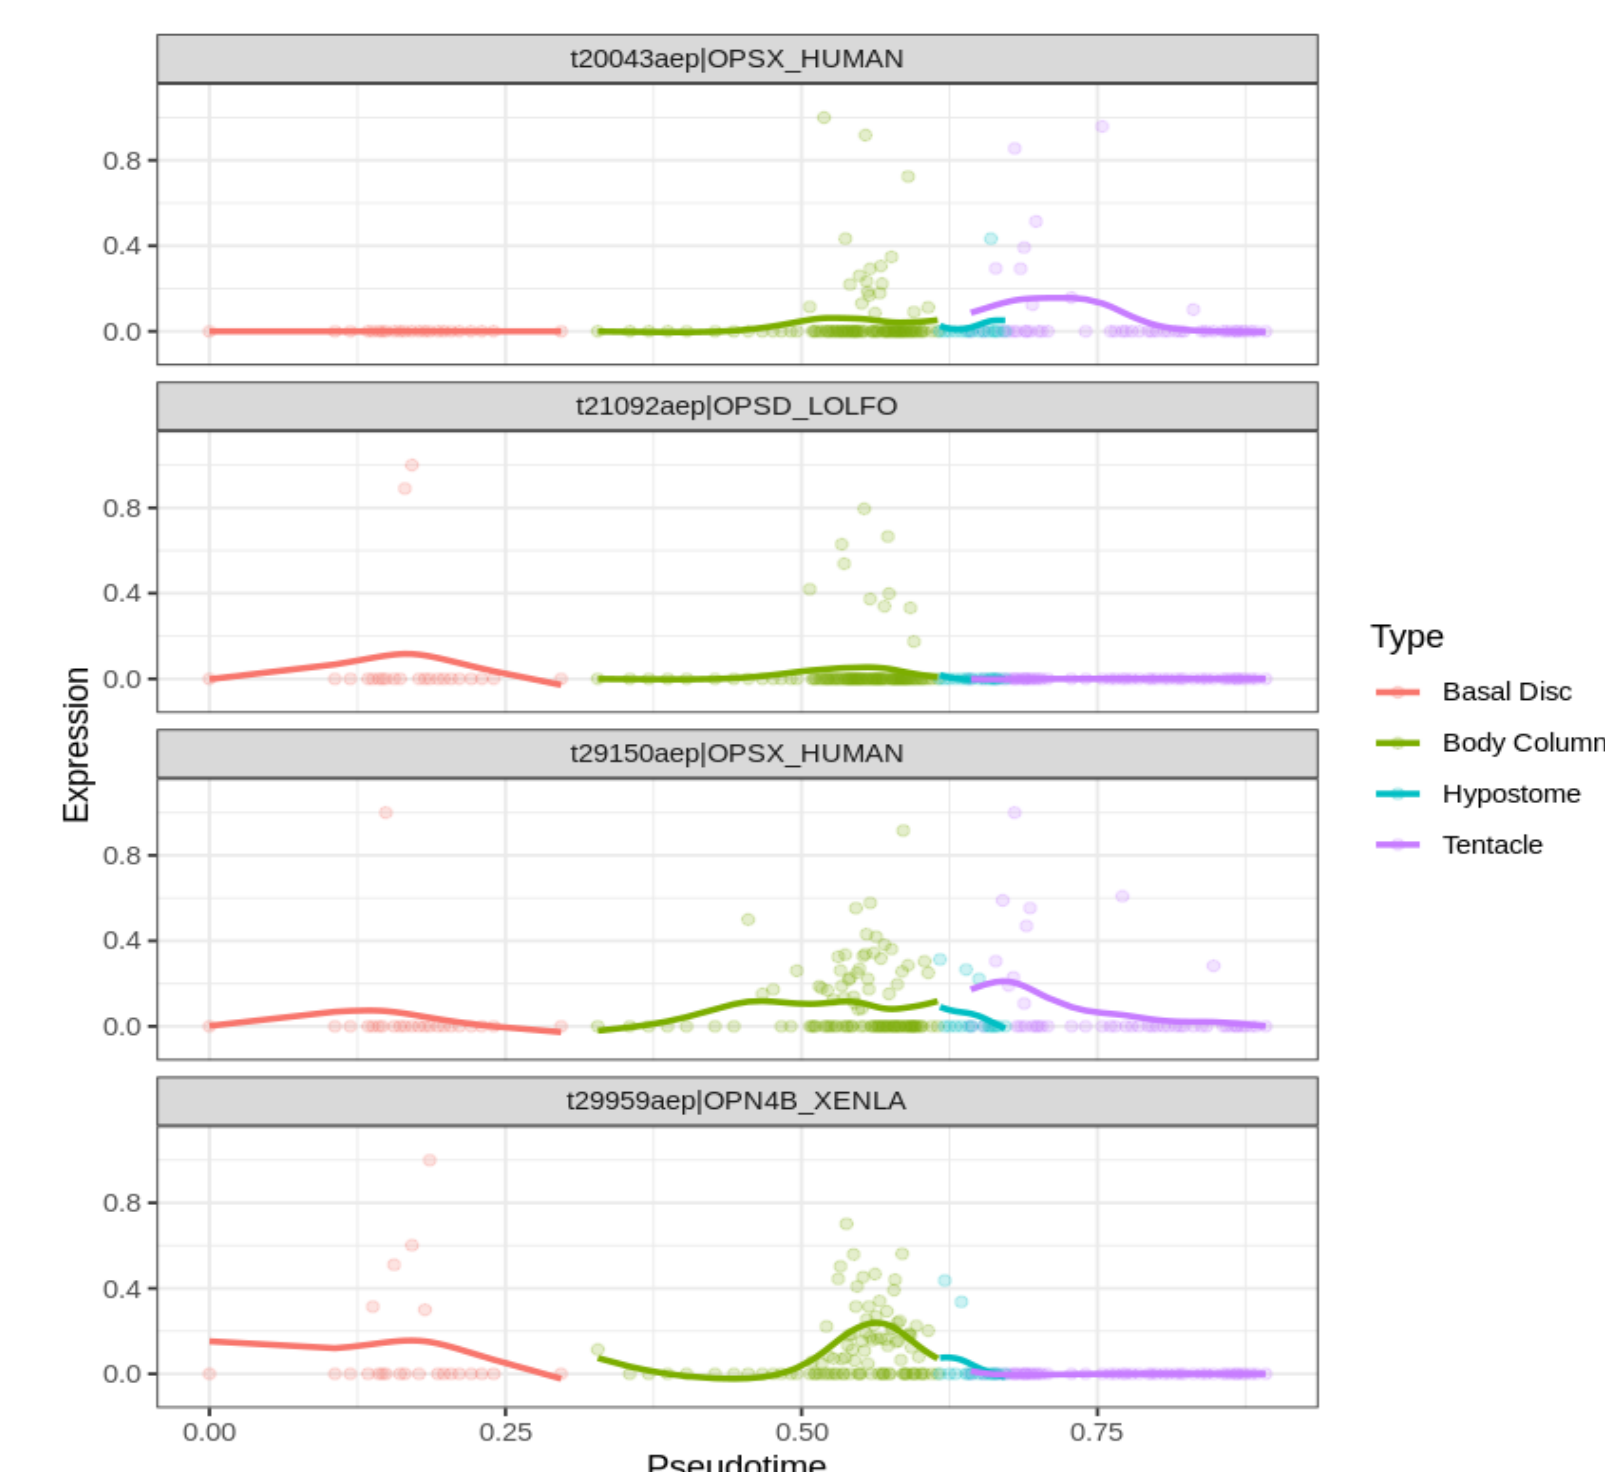 t20043aep|OPSX_HUMAN
0.8
0.4
0.0
t21092aep|OPSD_LOLFO
0.8
0.4
0.0
t29150aep|OPSX_HUMAN
0.8
0.4
0.0
t29959aep|OPN4B_XENLA
0.8
0.4
0.0
0.00 0.25 0.50 0.75
Pseudotime
Expression
Type
Basal Disc
Body Column
Hypostome
Tentacle